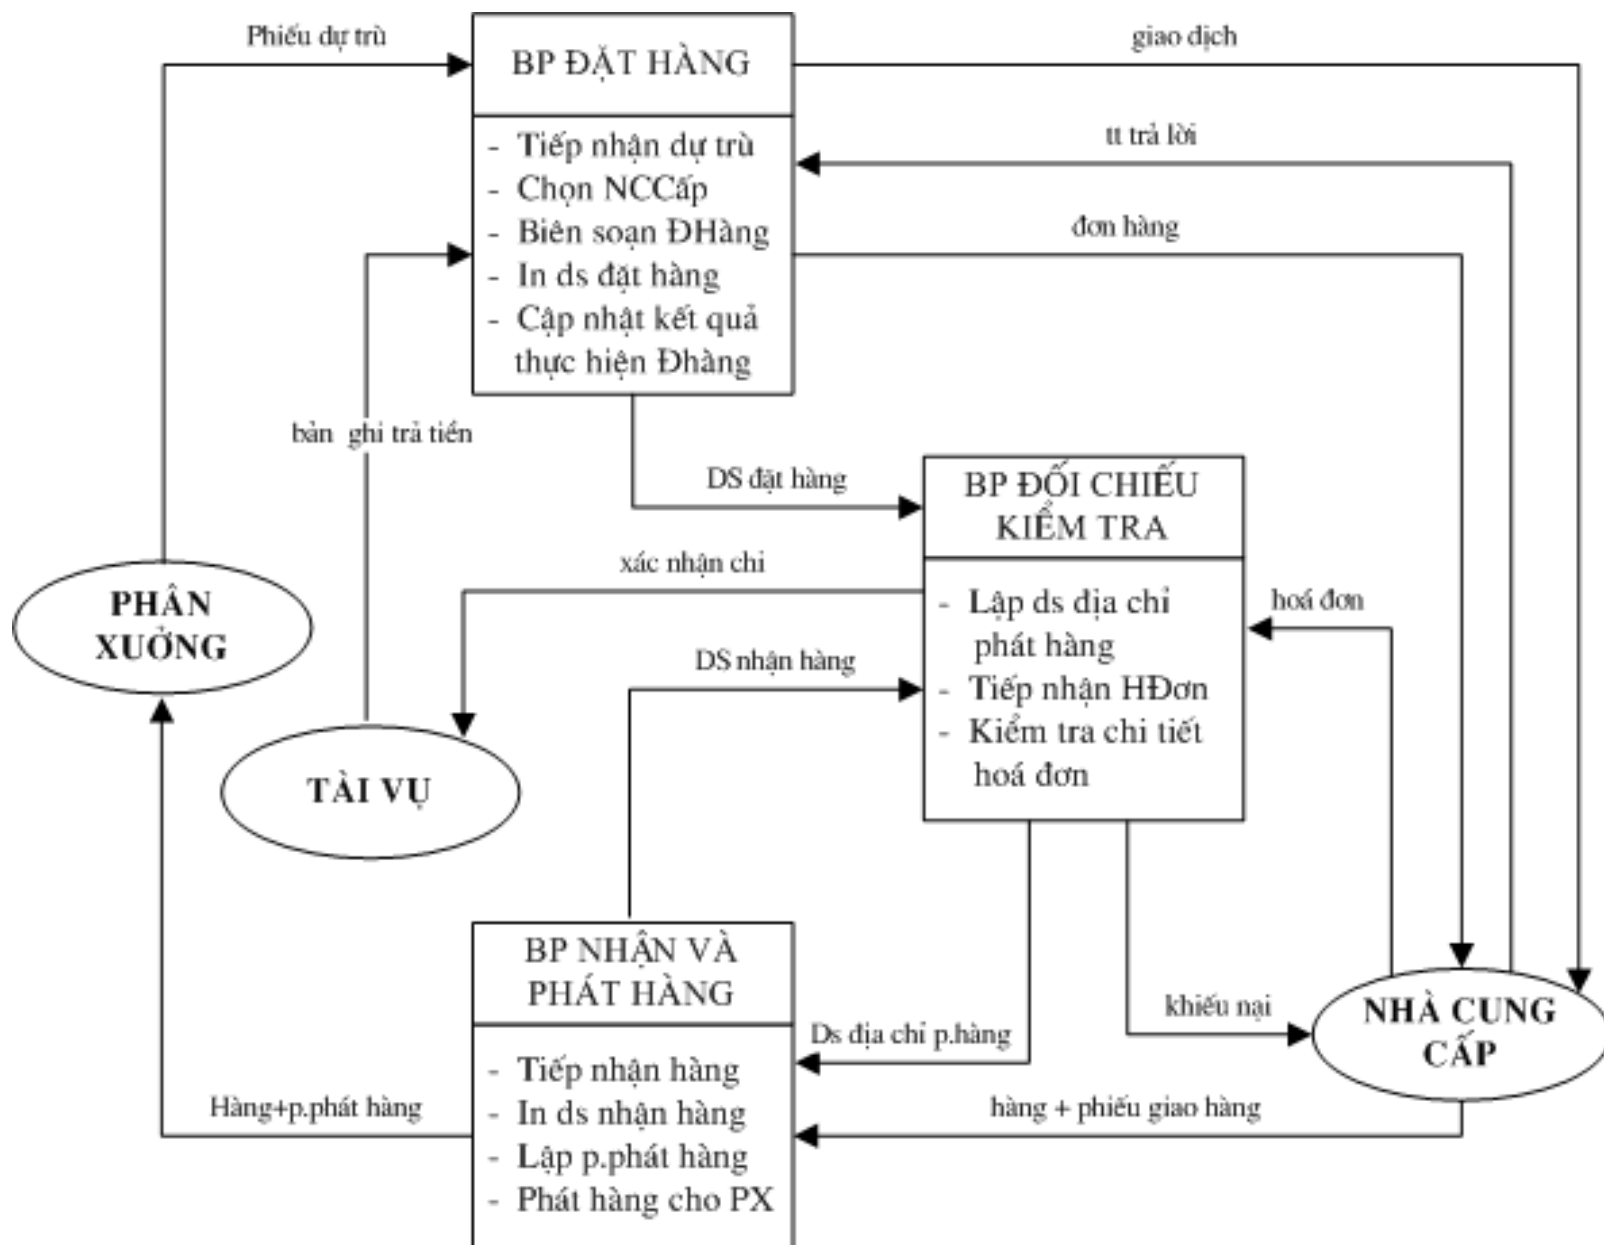 Phiếu dự trù
giao dịch
BP ĐẶT HÀNG
tt trả lời
- Tiếp nhận dự trù
- Chọn NCCấp
- Biên soạn ĐHàng
- In ds đặt hàng
- Cập nhật kết quả
thực hiện Đhàng
đơn hàng
bản ghi trả tiền
DS đặt hàng
BP ĐỐI CHIẾU
KIỂM TRA
xác nhận chi
- Lập ds địa chỉ
phát hàng
- Tiếp nhận HĐơn
- Kiểm tra chi tiết
hoá đơn
hoá đơn
PHÂN
XUỞNG
DS nhận hàng
TÀI VỤ
BP NHẬN VÀ
PHÁT HÀNG
khiếu nại
NHÀ CUNG
CẤP
Ds địa chỉ p.hàng
- Tiếp nhận hàng
- In ds nhận hàng
- Lập p.phát hàng
- Phát hàng cho PX
Hàng+p.phát hàng
hàng + phiếu giao hàng